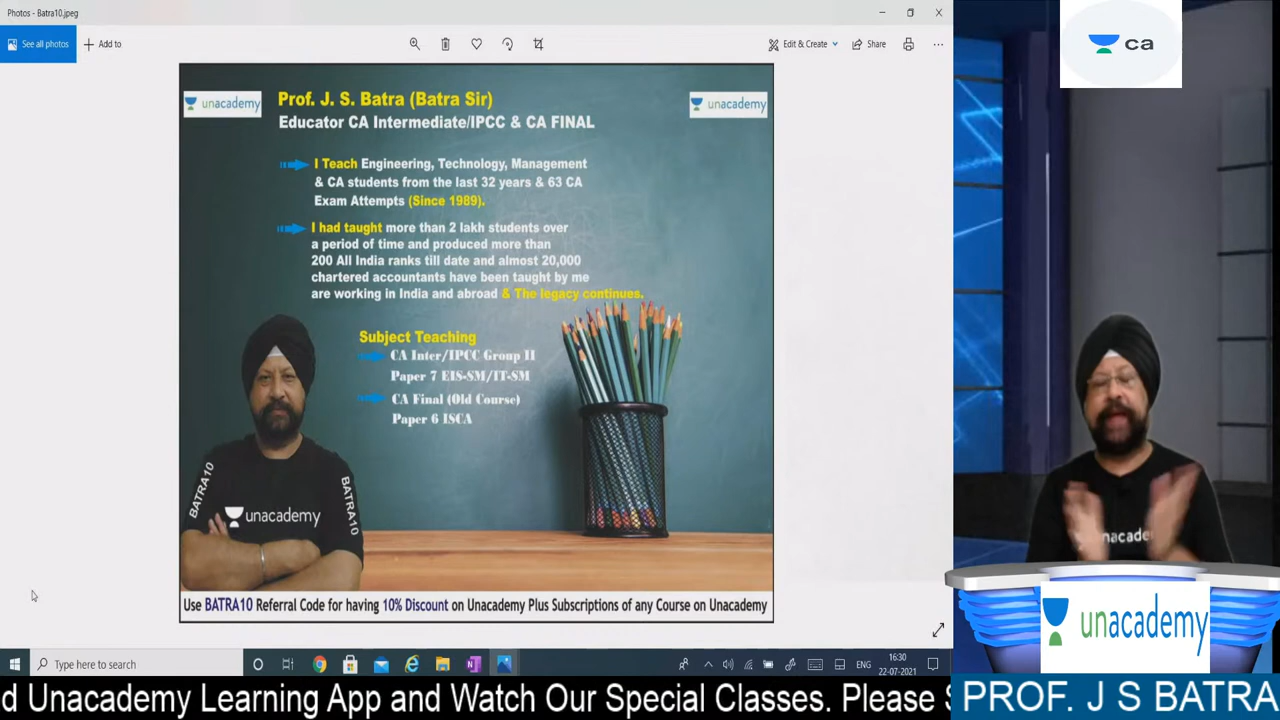 Photos - Batra10.jpeg
See all photos
Add to
Edit & Create
Share
unacademy
Prof. J. S. Batra (Batra Sir)
Educator CA Intermediate/IPCC & CA FINAL
unacademy
I Teach Engineering, Technology, Management
& CA students from the last 32 years & 63 CA
Exam Attempts (Since 1989).
I had taught more than 2 lakh students over
a period of time and produced more than
200 All India ranks till date and almost 20,000
chartered accountants have been taught by me
are working in India and abroad & The legacy continues.
Subject Teaching
CA Inter/IPCC Group II
Paper 7 EIS-SM/IT-SM
CA Final (Old Course)
Paper 6 ISCA
BATRA10
BATRA10
unacademy
Use BATRA10 Referral Code for having 10% Discount on Unacademy Plus Subscriptions of any Course on Unacademy
ca
unacade
unacademy
Type here to search
ENG
16:30
22-07-2021
d Unacademy Learning App and Watch Our Special Classes. Please S
PROF. J S BATRA